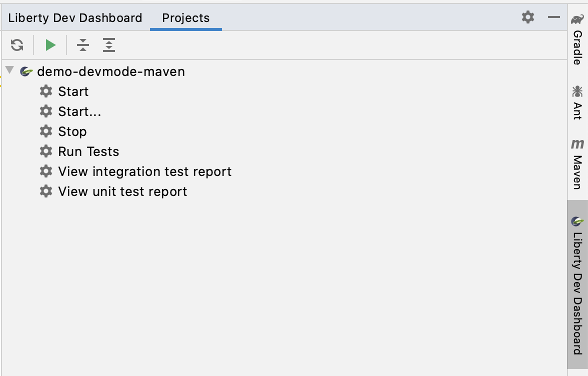 Liberty Dev Dashboard Projects
demo-devmode-maven
Start
Start...
Stop
Run Tests
View integration test report
View unit test report
Gradle
Ant
m Maven
Liberty Dev Dashboard